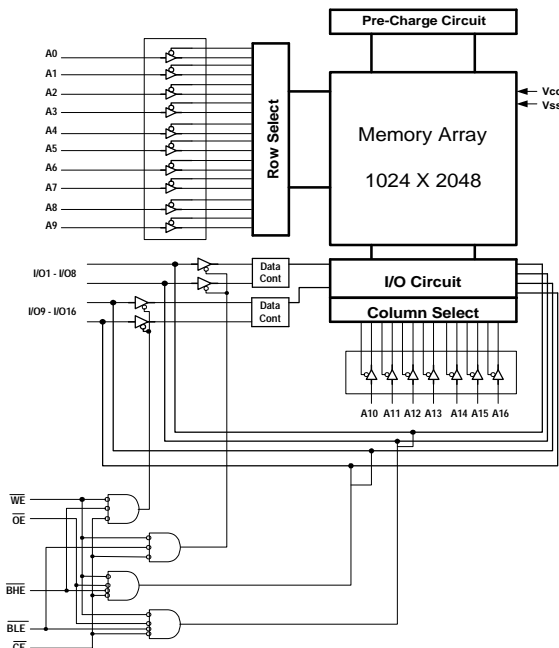 Pre-Charge Circuit
A0
A1
A2
A3
A4
A5
A6
A7
A8
A9
Row Select
Memory Array
1024 X 2048
Vcc
Vss
I/O1 - I/O8
I/O9 - I/O16
Data
Cont
Data
Cont
I/O Circuit
Column Select
A10 A11 A12 A13 A14 A15 A16
WE
OE
BHE
BLE
CE